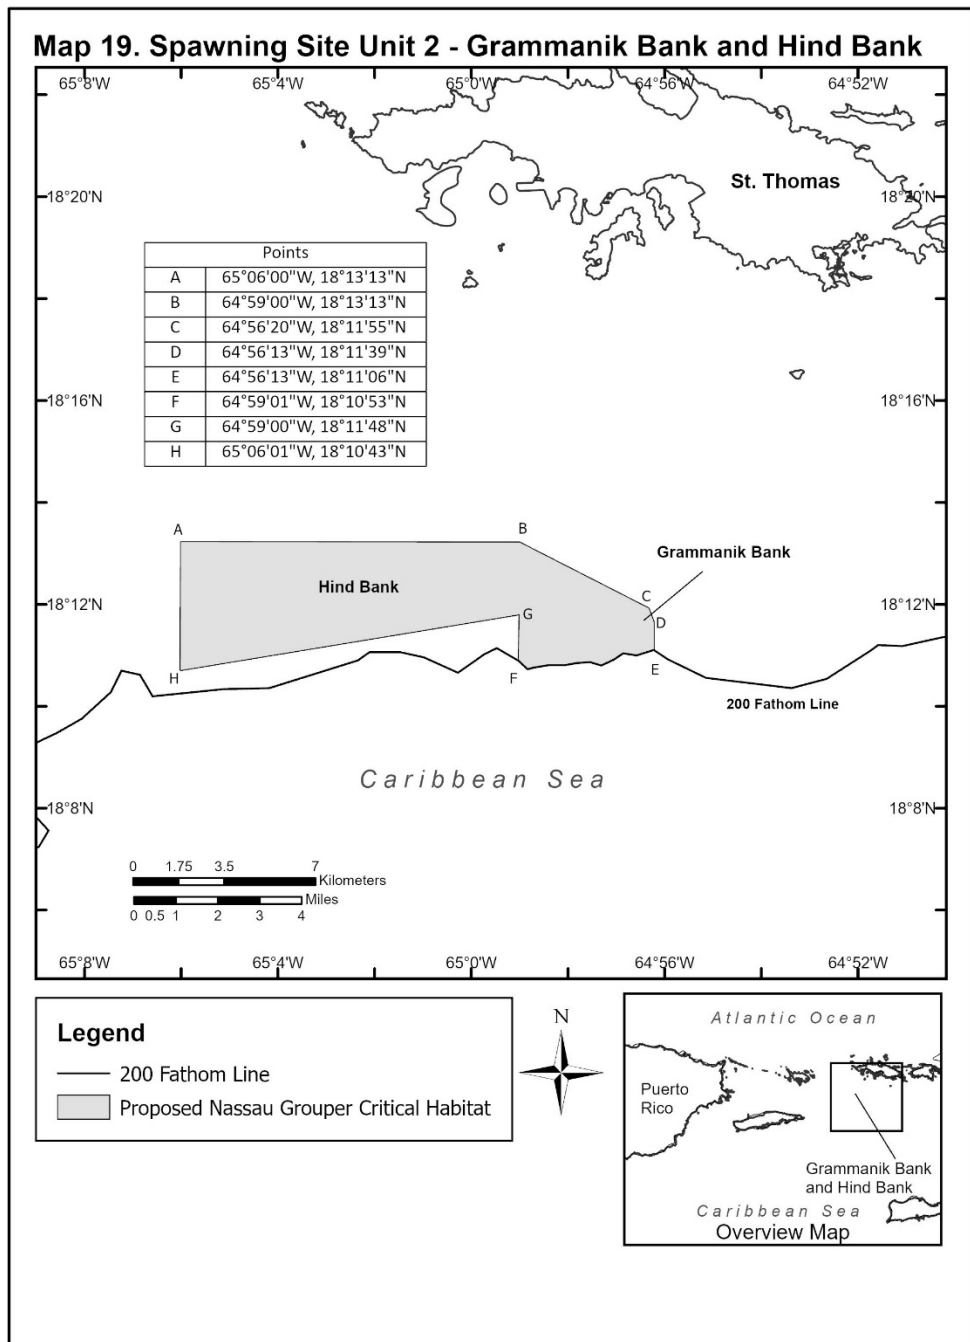 Map 19. Spawning Site Unit 2 - Grammanik Bank and Hind Bank
65°8'W 65°4'W 65°0'W 64°56'W 64°52'W
St. Thomas
18°20'N 18°20'N
Points
A 65°06'00"W, 18°13'13"N
B 64°59'00"W, 18°13'13"N
C 64°56'20"W, 18°11'55"N
D 64°56'13"W, 18°11'39"N
E 64°56'13"W, 18°11'06"N
F 64°59'01"W, 18°10'53"N
G 64°59'00"W, 18°11'48"N
H 65°06'01"W, 18°10'43"N
18°16'N 18°16'N
A B
Grammanik Bank
Hind Bank
C
18°12'N 18°12'N
G D
H F E
200 Fathom Line
Caribbean Sea
18°8'N 18°8'N
0 1.75 3.5 7
Kilometers
Miles
0 0.5 1 2 3 4
65°8'W 65°4'W 65°0'W 64°56'W 64°52'W
Legend
200 Fathom Line
Proposed Nassau Grouper Critical Habitat
N
Atlantic Ocean
Puerto
Rico
Grammanik Bank
and Hind Bank
Caribbean Sea
Overview Map